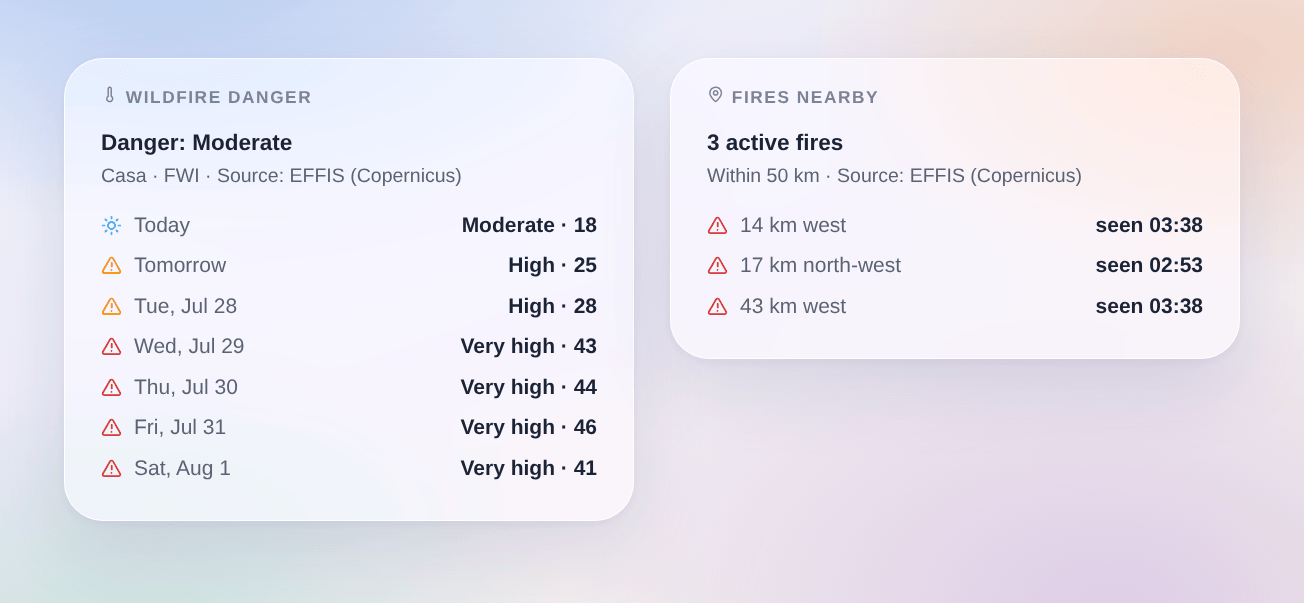 WILDFIRE DANGER
Danger: Moderate
Casa · FWI · Source: EFFIS (Copernicus)
Today Moderate · 18
Tomorrow High · 25
Tue, Jul 28 High · 28
Wed, Jul 29 Very high · 43
Thu, Jul 30 Very high · 44
Fri, Jul 31 Very high · 46
Sat, Aug 1 Very high · 41
FIRES NEARBY
3 active fires
Within 50 km · Source: EFFIS (Copernicus)
14 km west seen 03:38
17 km north-west seen 02:53
43 km west seen 03:38